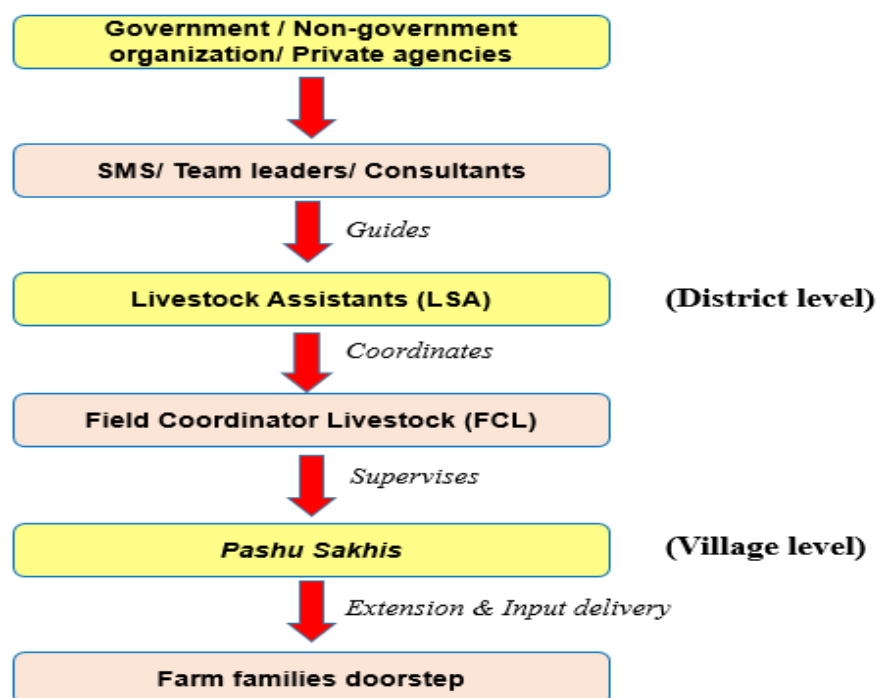 Government / Non-government
organization/ Private agencies
SMS/ Team leaders/ Consultants
Guides
Livestock Assistants (LSA)
(District level)
Coordinates
Field Coordinator Livestock (FCL)
Supervises
Pashu Sakhis
(Village level)
Extension & Input delivery
Farm families doorstep